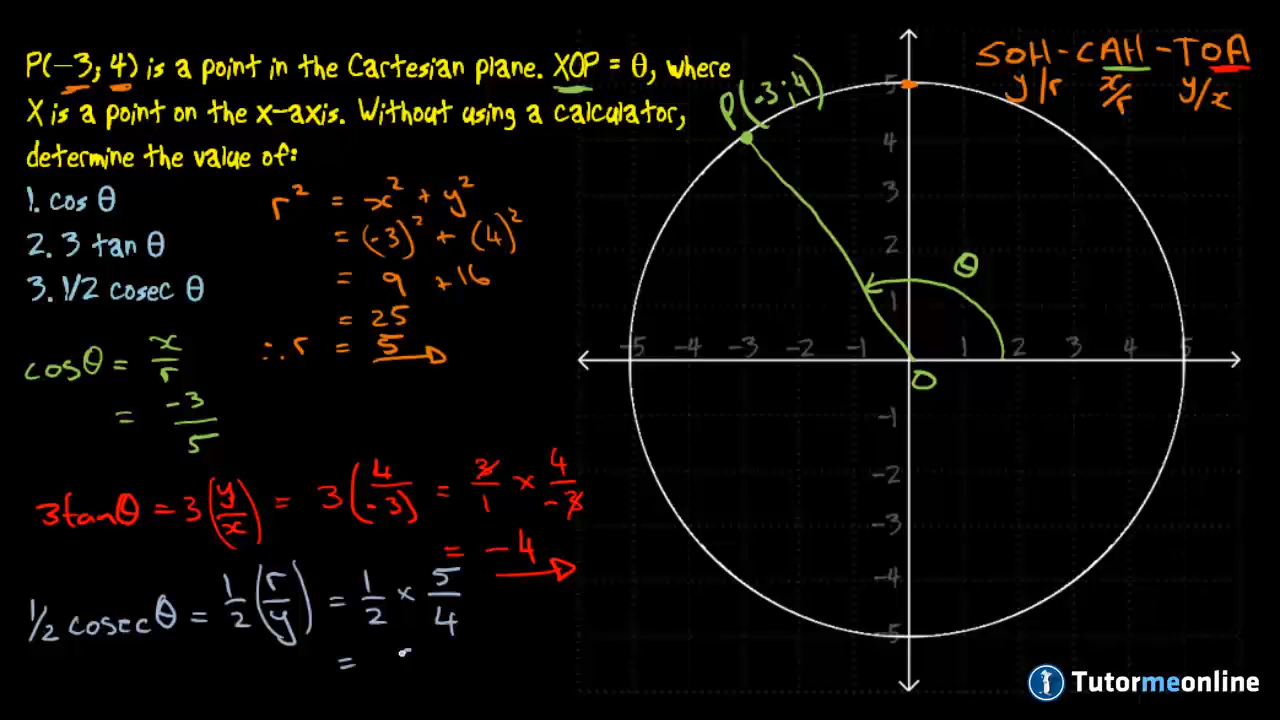 P(-3; 4) is a point in the Cartesian plane. XOP = θ, where
X is a point on the x-axis. Without using a calculator,
determine the value of:
1. cos θ
2. 3 tan θ
3. 1/2 cosec θ
r² = x² + y²
= (-3)² + (4)²
= 9 + 16
= 25
∴ r = 5
cosθ = x/r
= -3/5
3tanθ = 3(y/x) = 3(4/-3) = 3/1 × 4/-3
= -4
1/2 cosec θ = 1/2 (r/y) = 1/2 × 5/4
=
SOH - CAH - TOA
y/r x/r y/x
P(-3;4)
θ
O
5
4
3
2
1
-5 -4 -3 -2 -1 1 2 3 4 5
-1
-2
-3
-4
-5
Tutormeonline